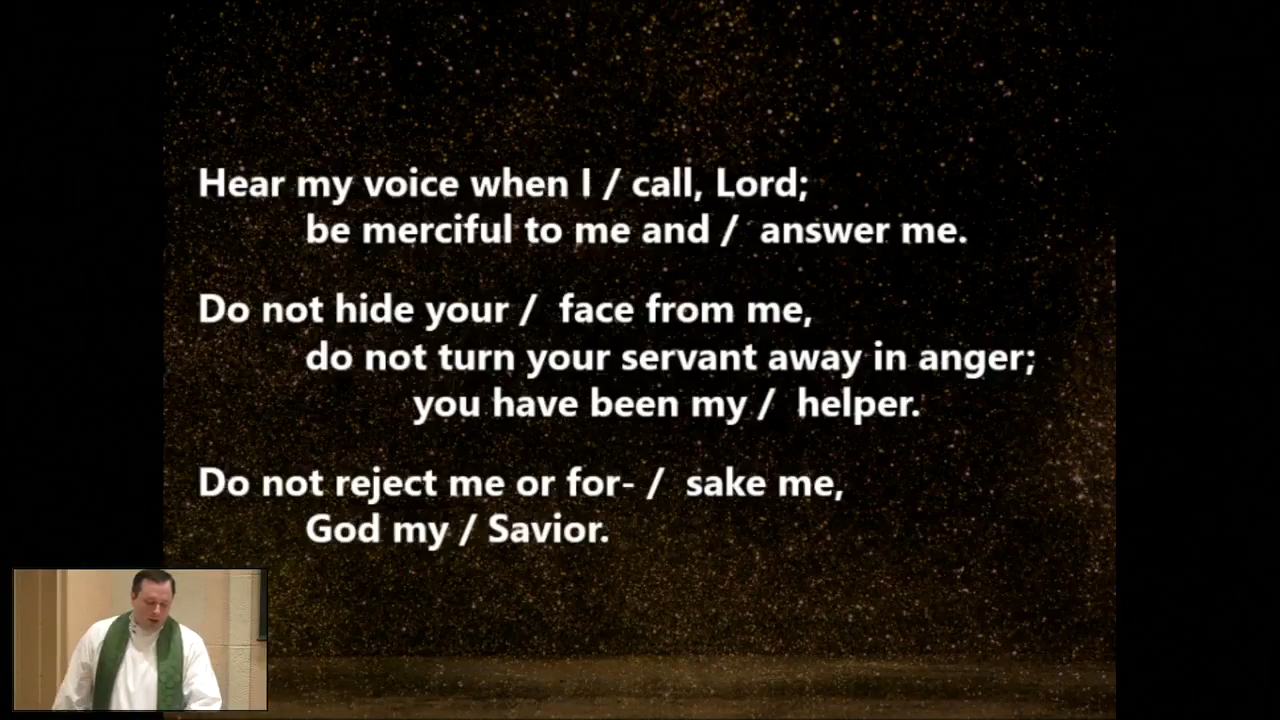 Hear my voice when I / call, Lord;
be merciful to me and / answer me.
Do not hide your / face from me,
do not turn your servant away in anger;
you have been my / helper.
Do not reject me or for- / sake me,
God my / Savior.